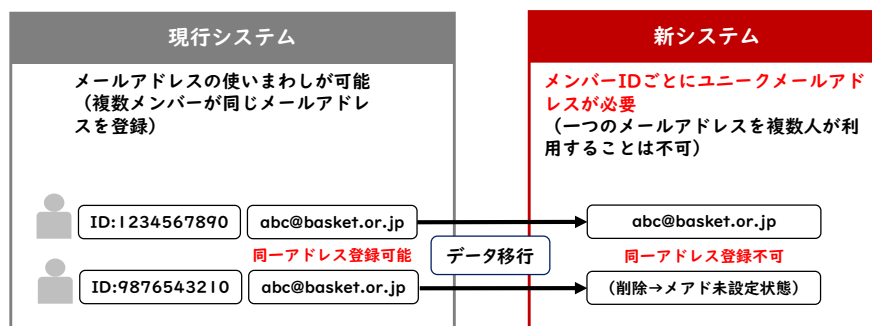 現行システム
メールアドレスの使いまわしが可能
（複数メンバーが同じメールアドレ
スを登録）
ID:1234567890
abc@basket.or.jp
同一アドレス登録可能
ID:9876543210
abc@basket.or.jp
データ移行
新システム
メンバーIDごとにユニークメールアド
レスが必要
（一つのメールアドレスを複数人が利
用することは不可）
abc@basket.or.jp
同一アドレス登録不可
（削除→メアド未設定状態）